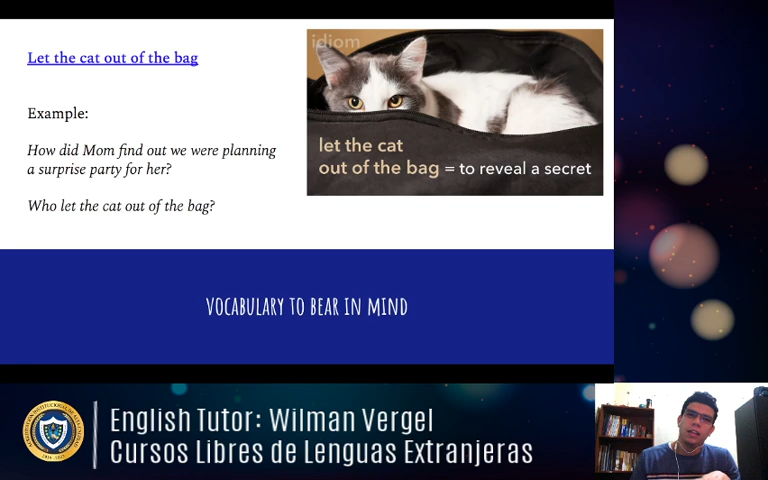 Let the cat out of the bag
Example:
How did Mom find out we were planning
a surprise party for her?
Who let the cat out of the bag?
idiom
let the cat
out of the bag = to reveal a secret
VOCABULARY TO BEAR IN MIND
English Tutor: Wilman Vergel
Cursos Libres de Lenguas Extranjeras